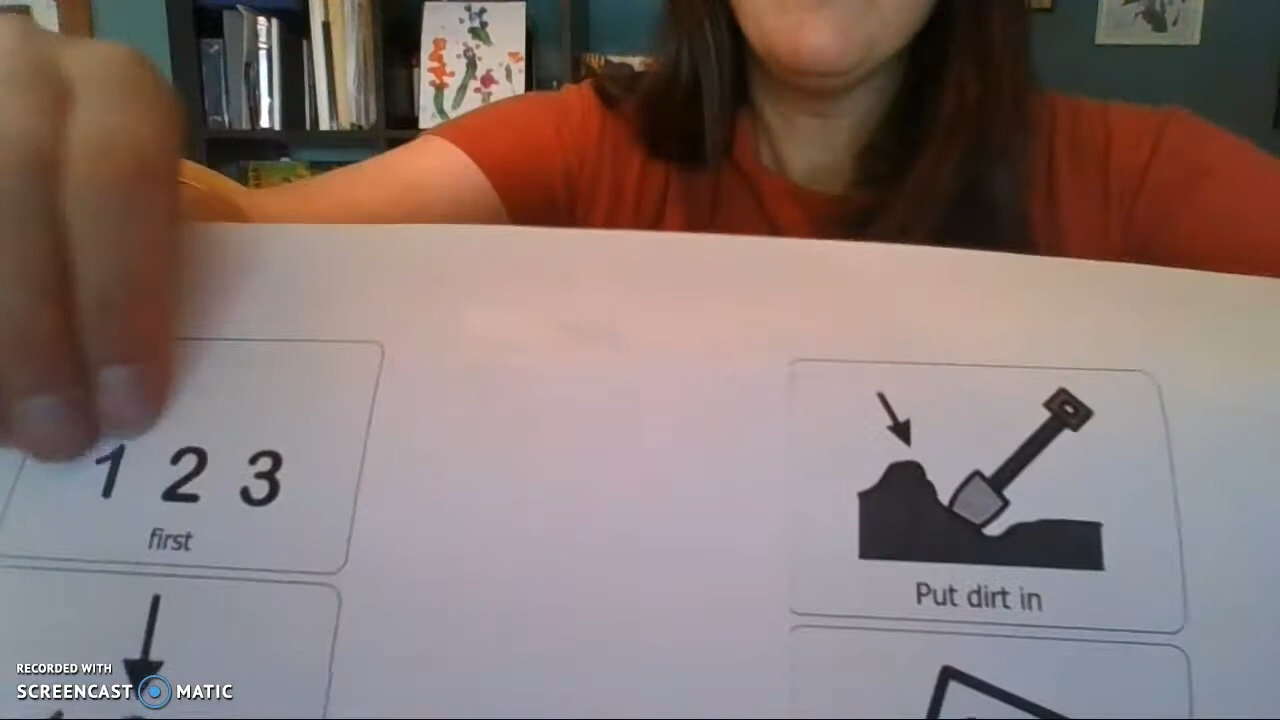 1 2 3
first
Put dirt in
RECORDED WITH
SCREENCAST MATIC